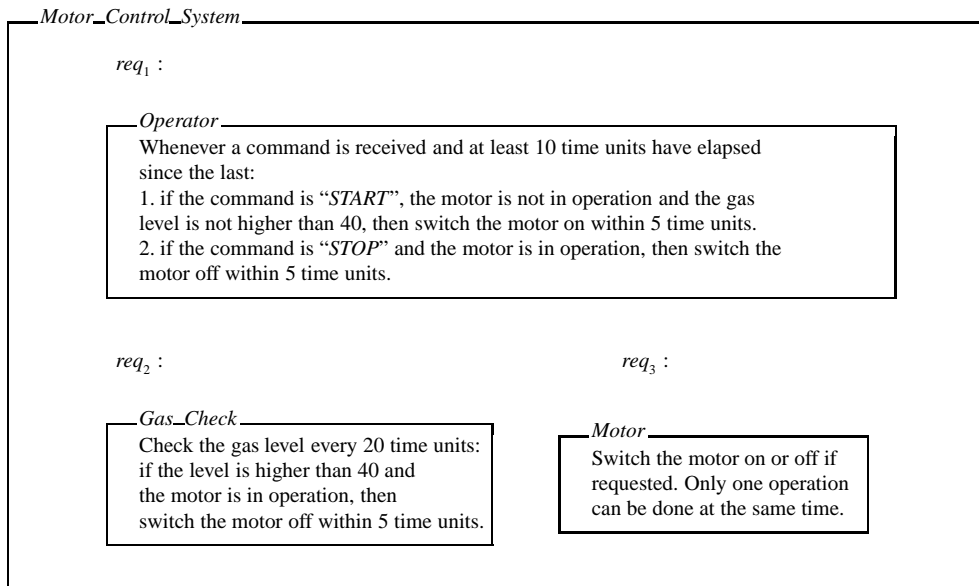 Motor_Control_System
req1 :
Operator
Whenever a command is received and at least 10 time units have elapsed
since the last:
1. if the command is “START”, the motor is not in operation and the gas
level is not higher than 40, then switch the motor on within 5 time units.
2. if the command is “STOP” and the motor is in operation, then switch the
motor off within 5 time units.
req2 :
Gas_Check
Check the gas level every 20 time units:
if the level is higher than 40 and
the motor is in operation, then
switch the motor off within 5 time units.
req3 :
Motor
Switch the motor on or off if
requested. Only one operation
can be done at the same time.